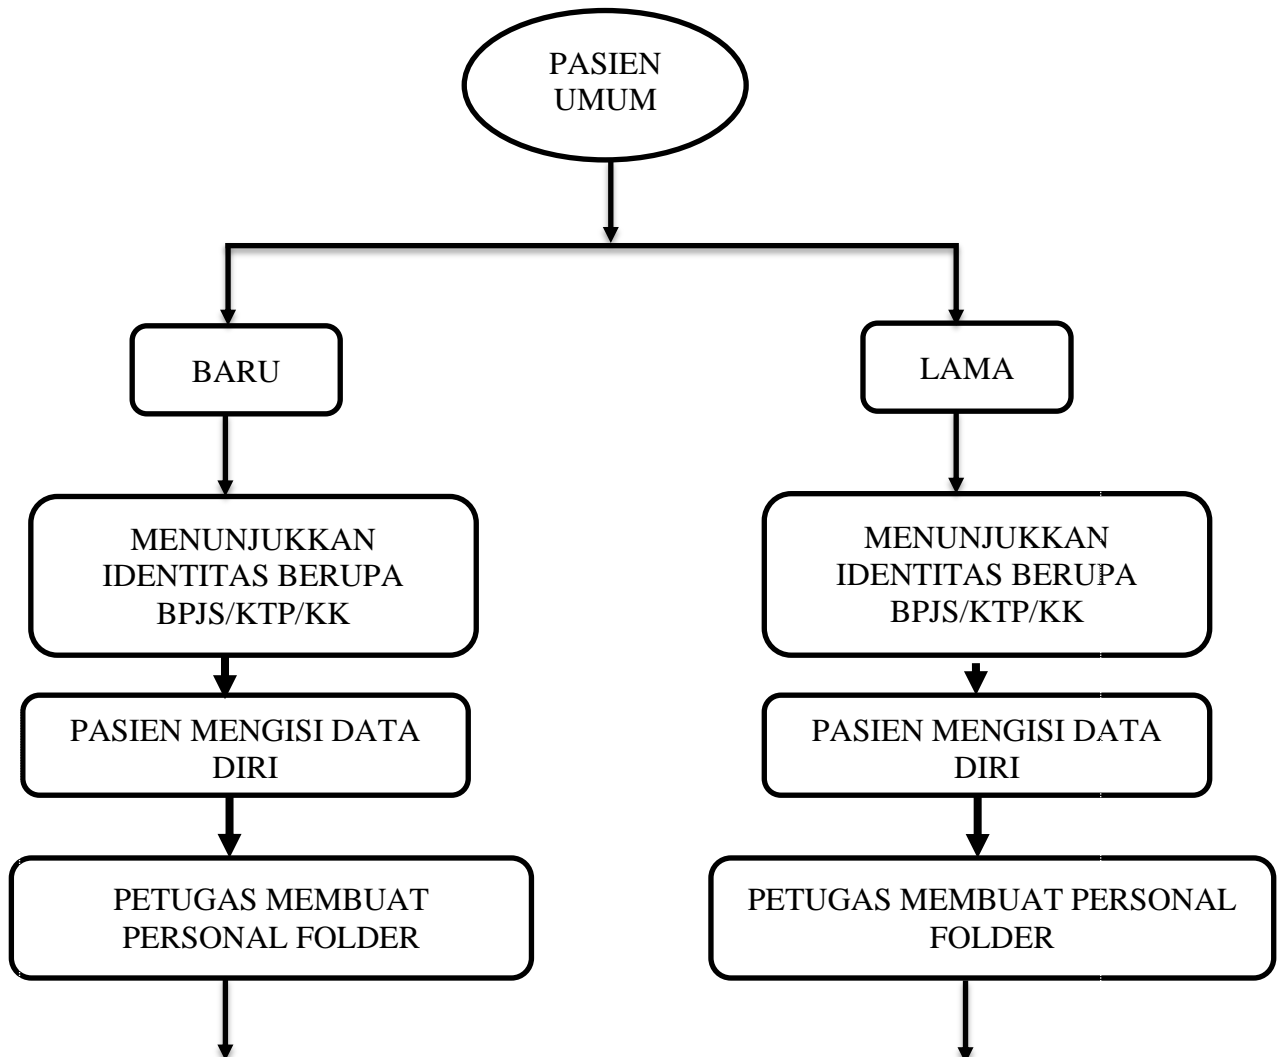 PASIEN
UMUM
BARU
LAMA
MENUNJUKKAN
IDENTITAS BERUPA
BPJS/KTP/KK
MENUNJUKKAN
IDENTITAS BERUPA
BPJS/KTP/KK
PASIEN MENGISI DATA
DIRI
PASIEN MENGISI DATA
DIRI
PETUGAS MEMBUAT
PERSONAL FOLDER
PETUGAS MEMBUAT PERSONAL
FOLDER